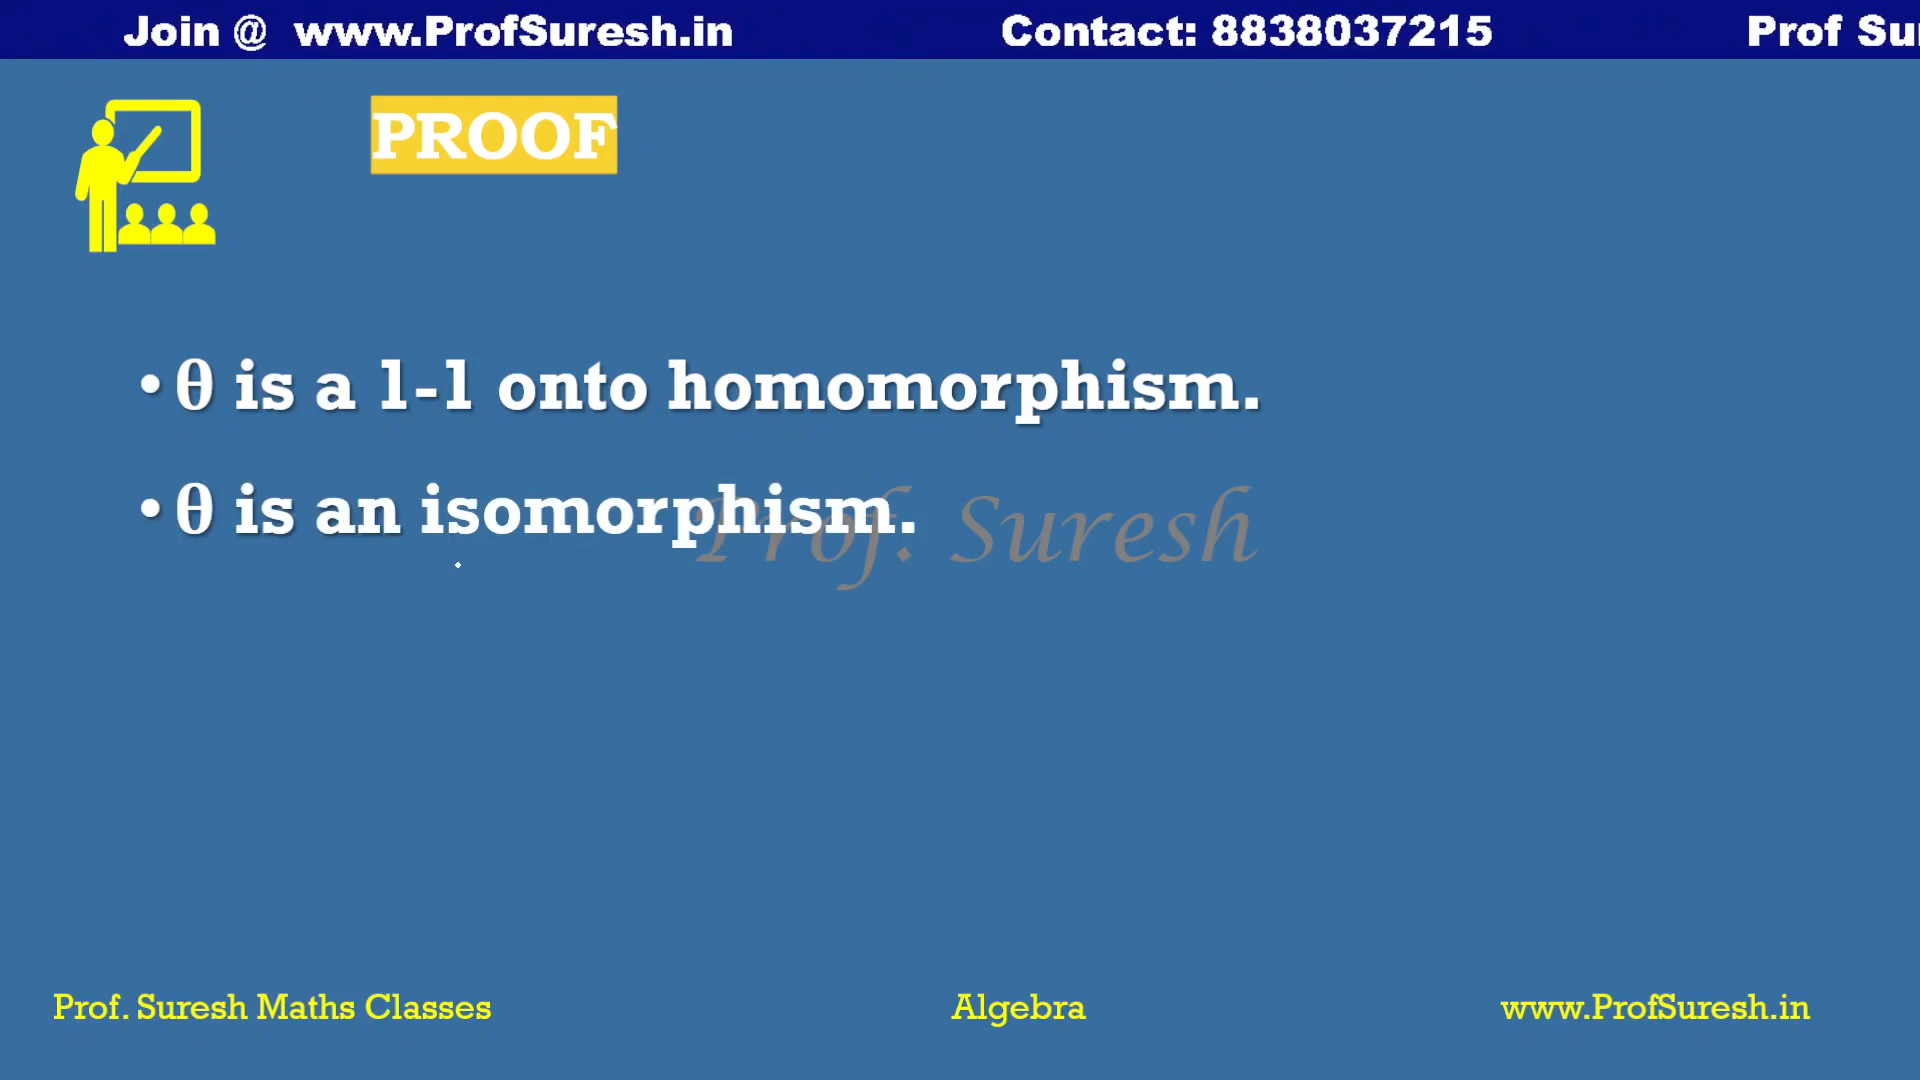 Join @ www.ProfSuresh.in Contact: 8838037215 Prof
PROOF
• θ is a 1-1 onto homomorphism.
• θ is an isomorphism.
Prof. Suresh
Prof. Suresh Maths Classes Algebra www.ProfSuresh.in